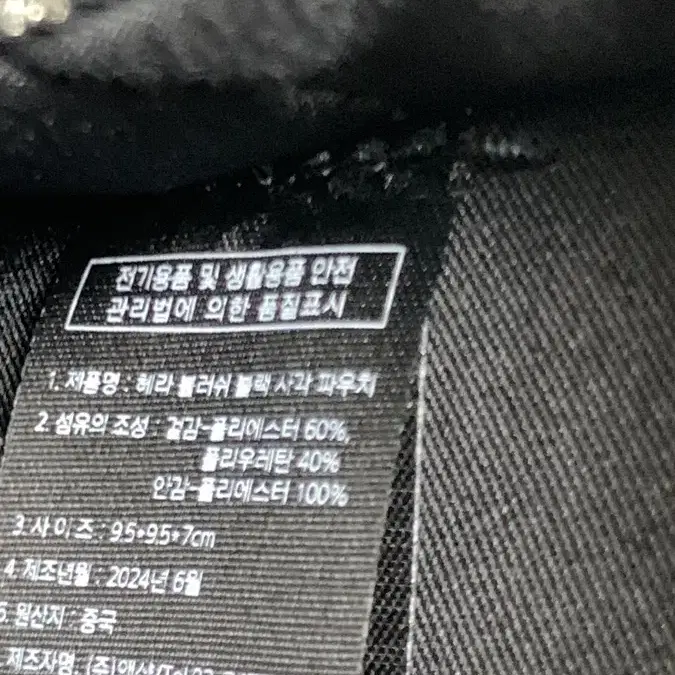 전기용품 및 생활용품 안전
관리법에 의한 품질표시
1. 제품명 : 헤라 블러쉬 블랙 사각 파우치
2. 섬유의 조성 : 겉감-폴리에스터 60%,
폴리우레탄 40%
안감-폴리에스터 100%
3. 사이즈 : 9.5*9.5*7cm
4. 제조년월 : 2024년 6월
5. 원산지 : 중국
제조자명. (주)